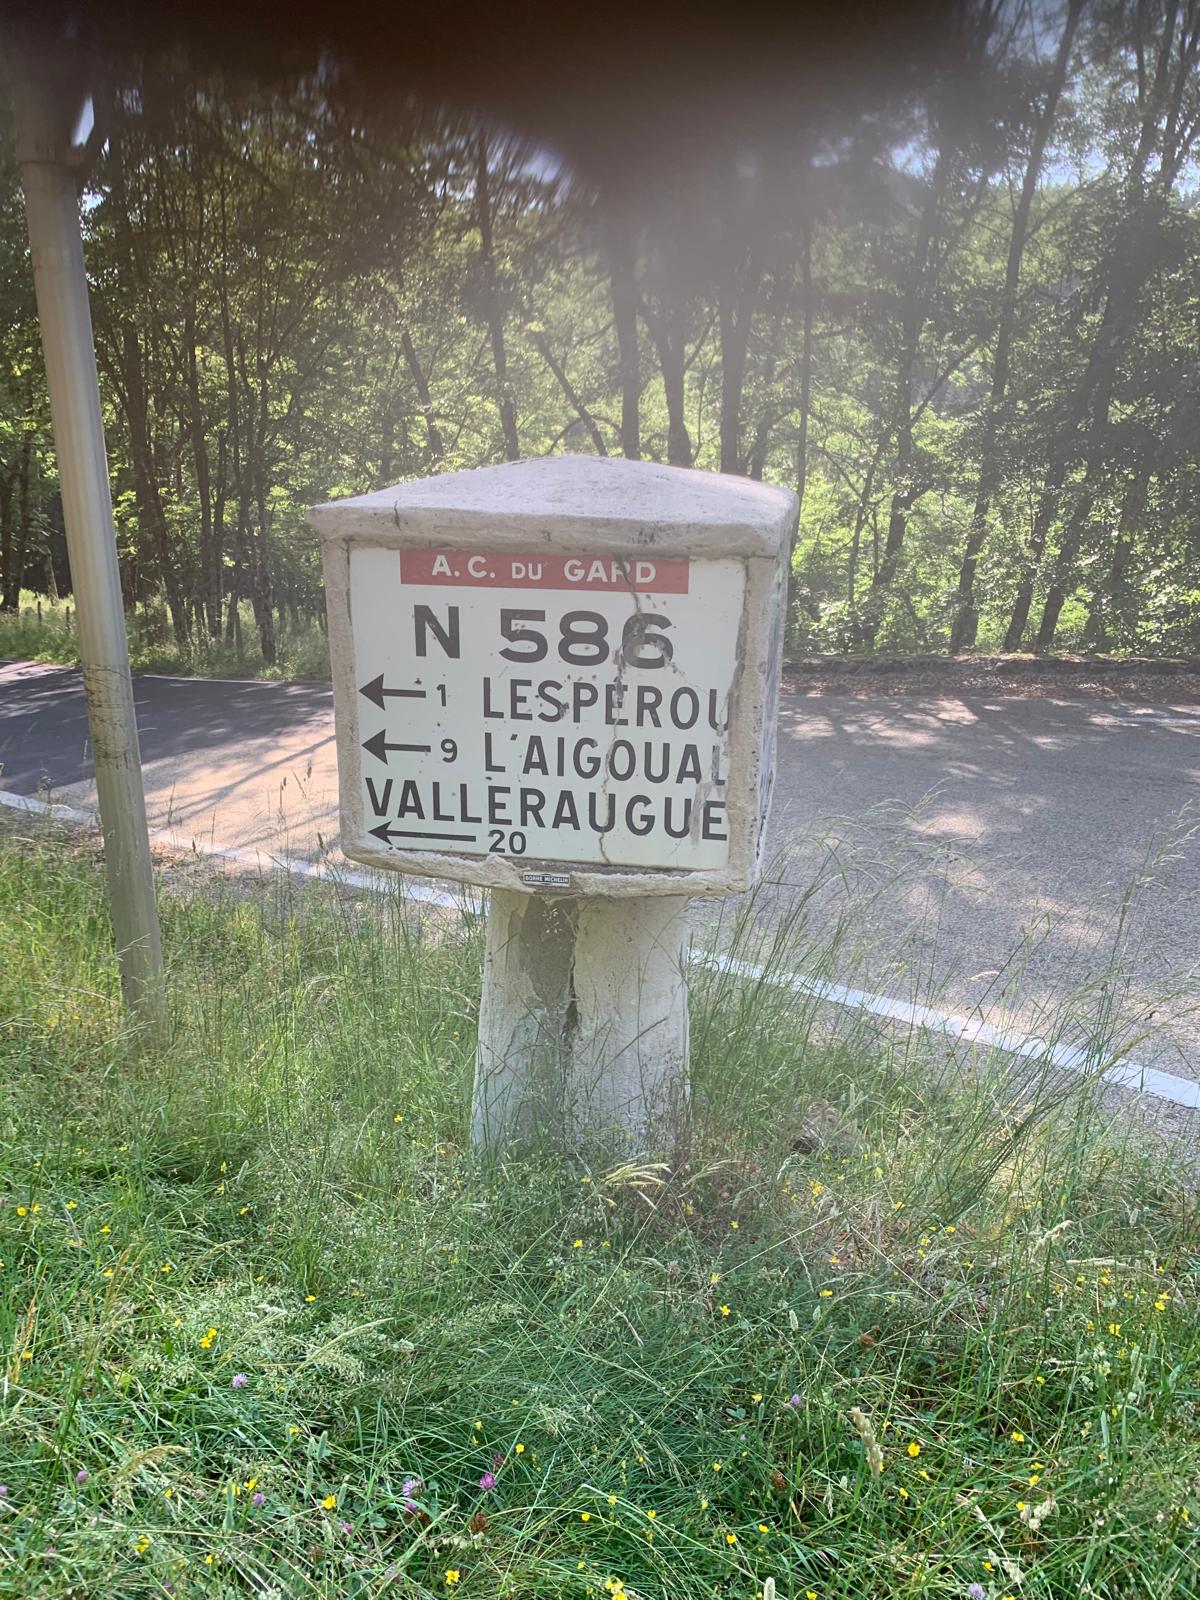 A. C. DU GARD
N 586
1 LESPEROU
9 L'AIGOUAL
VALLERAUGUE
20
BORNE MICHELIN